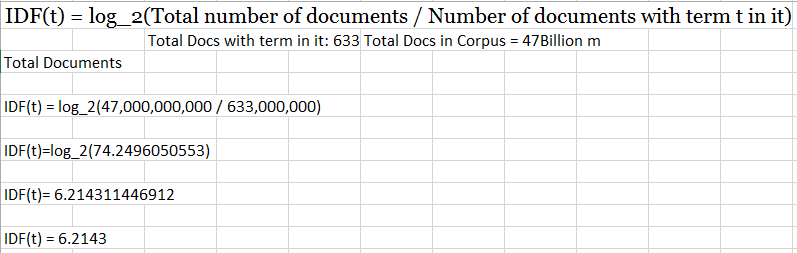 IDF(t) = log_2(Total number of documents / Number of documents with term t in it)
Total Docs with term in it: 633 Total Docs in Corpus = 47Billion m
Total Documents
IDF(t) = log_2(47,000,000,000 / 633,000,000)
IDF(t)=log_2(74.2496050553)
IDF(t)= 6.214311446912
IDF(t) = 6.2143